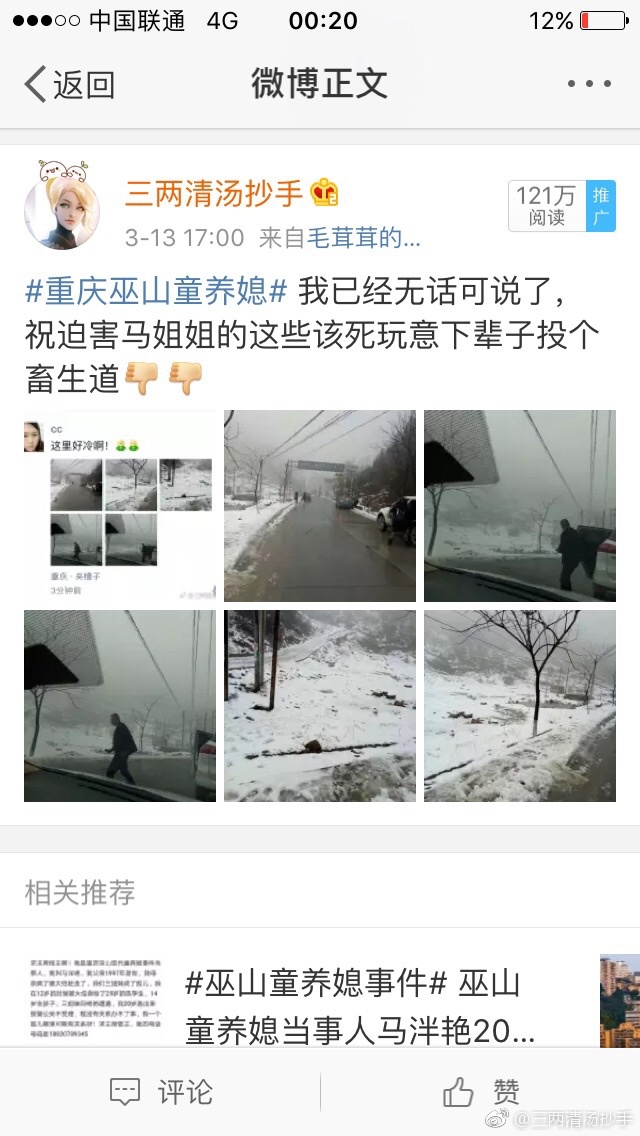 中国联通 4G 00:20 12%
返回 微博正文
三两清汤抄手
121万
阅读
推广
3-13 17:00 来自毛茸茸的...
#重庆巫山童养媳# 我已经无话可说了,
祝迫害马姐姐的这些该死玩意下辈子投个
畜生道
cc
这里好冷啊!
重庆·夹槽子
3分钟前
相关推荐
#巫山童养媳事件# 巫山
童养媳当事人马泮艳20...
评论 赞
@三两清汤抄手